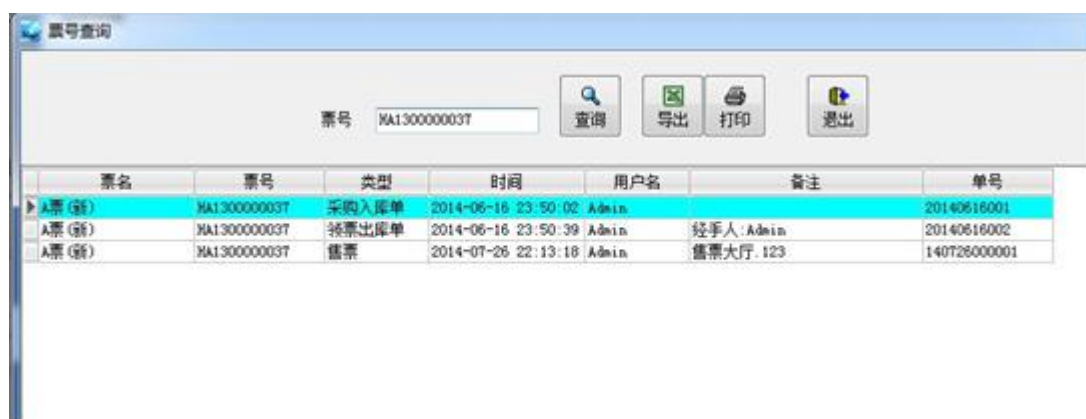 票号查询
票号 MA1300000037 查询 导出 打印 退出
票名 票号 类型 时间 用户名 备注 单号
A票(新) MA1300000037 采购入库单 2014-06-16 23:50:02 Admin 20140616001
A票(新) MA1300000037 领票出库单 2014-06-16 23:50:39 Admin 经手人:Admin 20140616002
A票(新) MA1300000037 售票 2014-07-26 22:13:18 Admin 售票大厅.123 140726000001